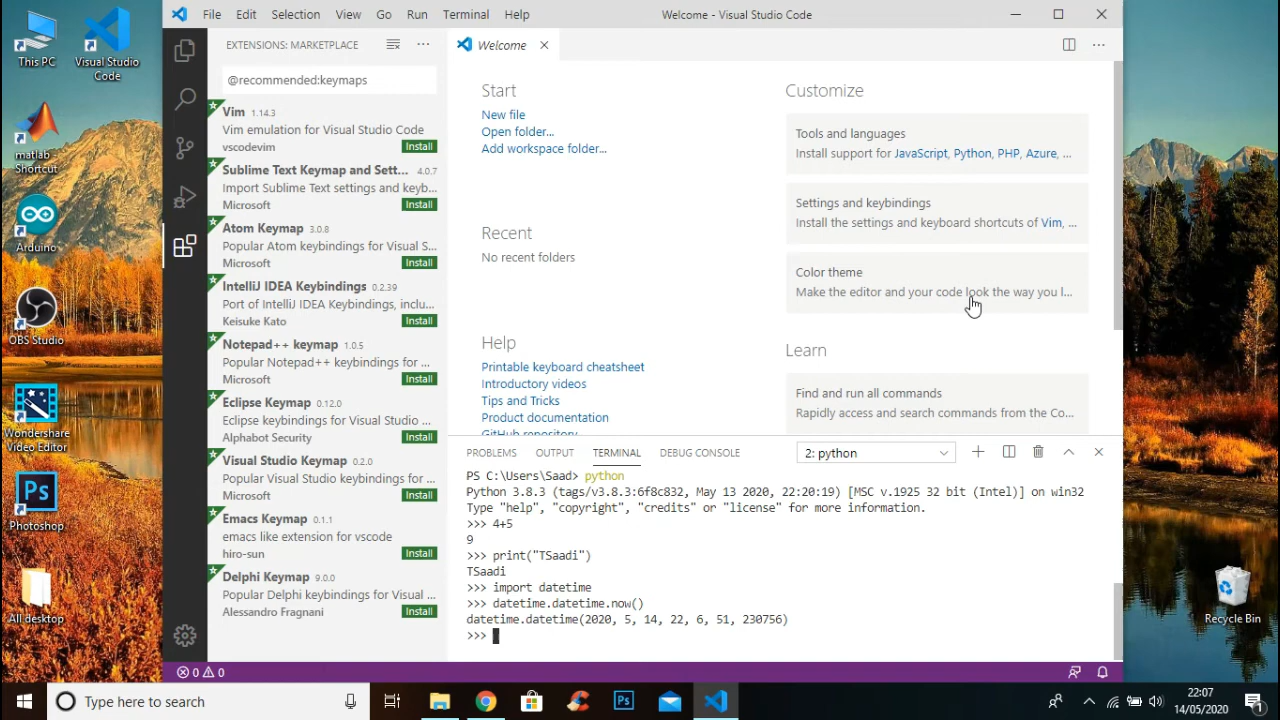 This PC
Visual Studio
Code
matlab -
Shortcut
Arduino
OBS Studio
Wondershare
Video Editor
Ps
Photoshop
All desktop
File Edit Selection View Go Run Terminal Help
Welcome - Visual Studio Code
EXTENSIONS: MARKETPLACE
@recommended:keymaps
Vim 1.14.3
Vim emulation for Visual Studio Code
vscodevim Install
Sublime Text Keymap and Sett... 4.0.7
Import Sublime Text settings and keyb...
Microsoft Install
Atom Keymap 3.0.8
Popular Atom keybindings for Visual S...
Microsoft Install
IntelliJ IDEA Keybindings 0.2.39
Port of IntelliJ IDEA Keybindings, inclu...
Keisuke Kato Install
Notepad++ keymap 1.0.5
Popular Notepad++ keybindings for ...
Microsoft Install
Eclipse Keymap 0.12.0
Eclipse keybindings for Visual Studio ...
Alphabot Security Install
Visual Studio Keymap 0.2.0
Popular Visual Studio keybindings for ...
Microsoft Install
Emacs Keymap 0.1.1
emacs like extension for vscode
hiro-sun Install
Delphi Keymap 9.0.0
Popular Delphi keybindings for Visual ...
Alessandro Fragnani Install
Welcome
Start
New file
Open folder...
Add workspace folder...
Recent
No recent folders
Help
Printable keyboard cheatsheet
Introductory videos
Tips and Tricks
Product documentation
GitHub repository
Customize
Tools and languages
Install support for JavaScript, Python, PHP, Azure, ...
Settings and keybindings
Install the settings and keyboard shortcuts of Vim, ...
Color theme
Make the editor and your code look the way you l...
Learn
Find and run all commands
Rapidly access and search commands from the Co...
PROBLEMS OUTPUT TERMINAL DEBUG CONSOLE 2: python
PS C:\Users\Saad> python
Python 3.8.3 (tags/v3.8.3:6f8c832, May 13 2020, 22:20:19) [MSC v.1925 32 bit (Intel)] on win32
Type "help", "copyright", "credits" or "license" for more information.
>>> 4+5
9
>>> print("TSaadi")
TSaadi
>>> import datetime
>>> datetime.datetime.now()
datetime.datetime(2020, 5, 14, 22, 6, 51, 230756)
>>>
0 0
Recycle Bin
Type here to search
Ps
22:07
14/05/2020
1